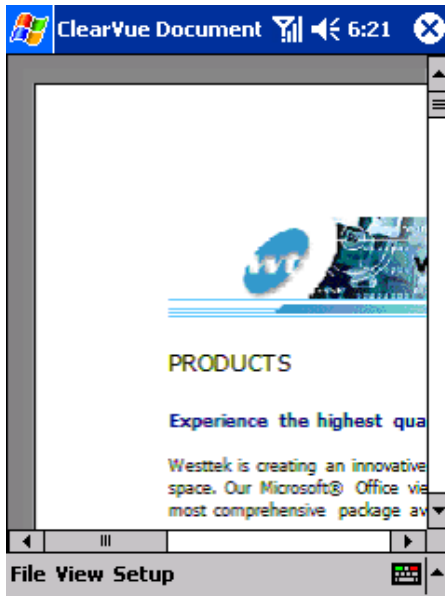 ClearVue Document 6:21
PRODUCTS
Experience the highest qua
Westtek is creating an innovative
space. Our Microsoft® Office vie
most comprehensive package av
File View Setup